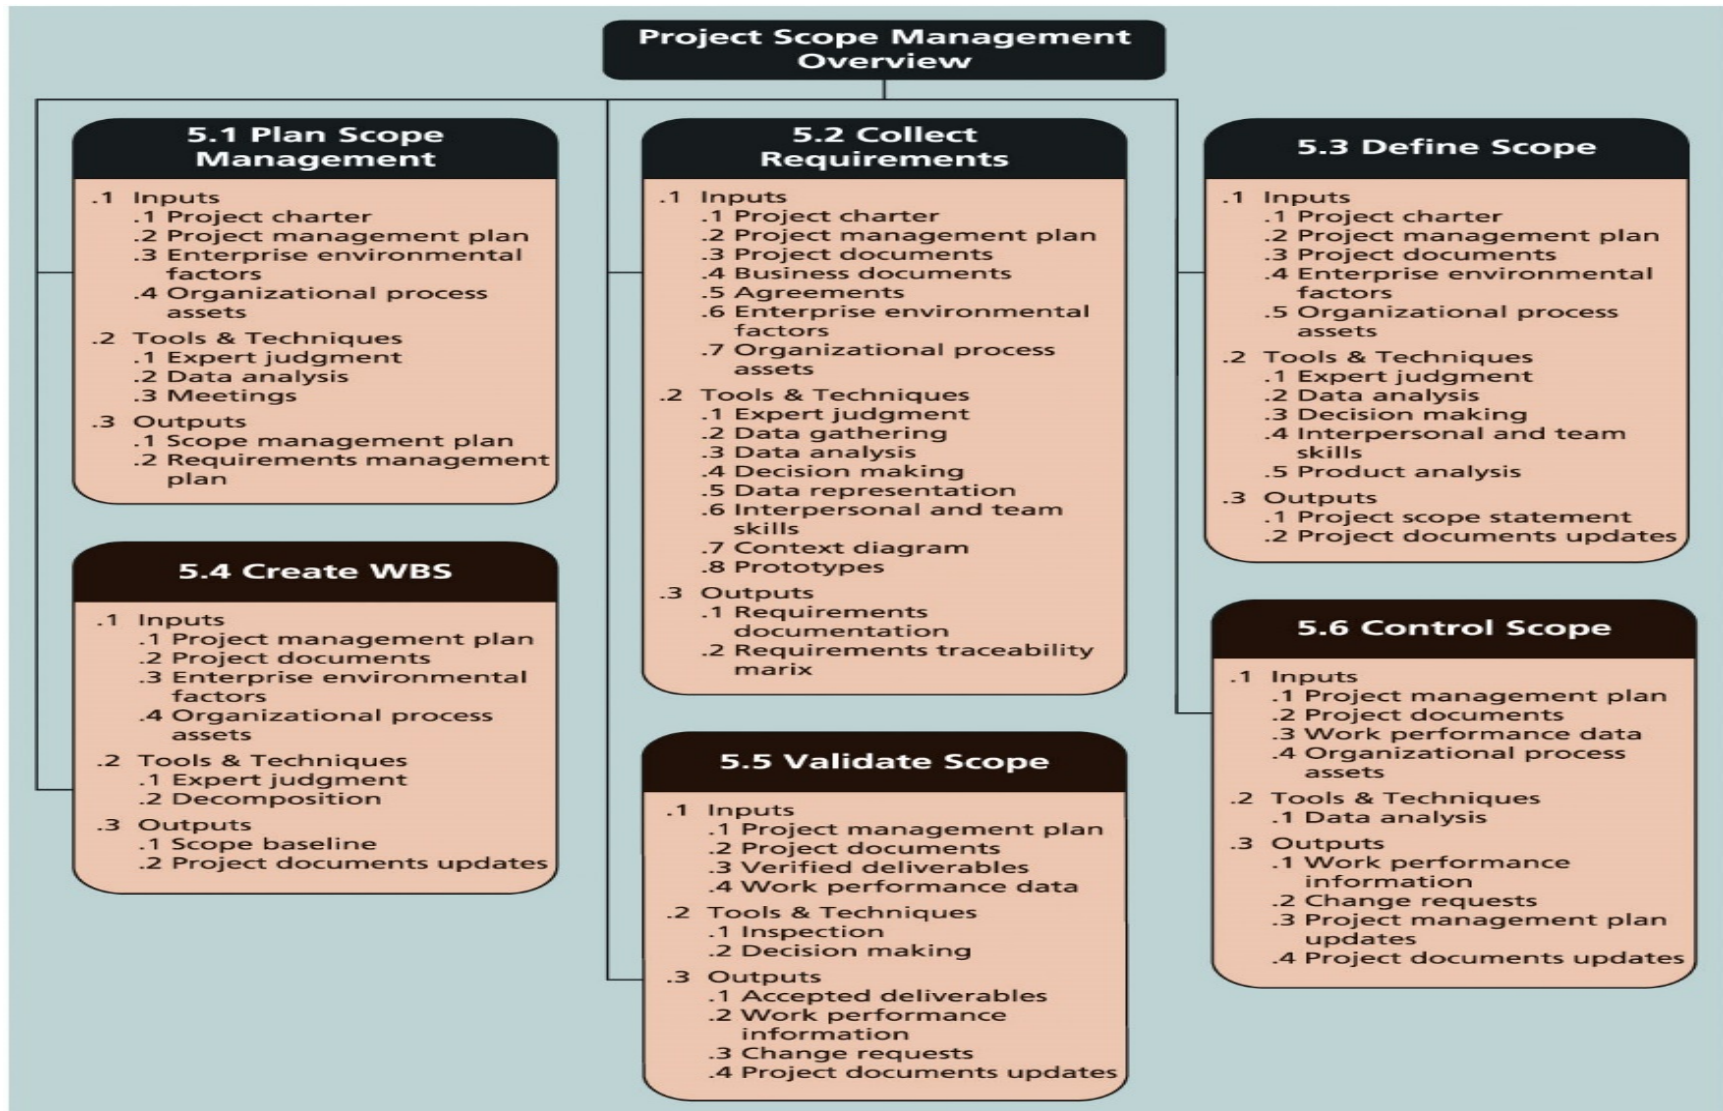 Project Scope Management
Overview
5.1 Plan Scope
Management
.1 Inputs
.1 Project charter
.2 Project management plan
.3 Enterprise environmental
factors
.4 Organizational process
assets
.2 Tools & Techniques
.1 Expert judgment
.2 Data analysis
.3 Meetings
.3 Outputs
.1 Scope management plan
.2 Requirements management
plan
5.2 Collect
Requirements
.1 Inputs
.1 Project charter
.2 Project management plan
.3 Project documents
.4 Business documents
.5 Agreements
.6 Enterprise environmental
factors
.7 Organizational process
assets
.2 Tools & Techniques
.1 Expert judgment
.2 Data gathering
.3 Data analysis
.4 Decision making
.5 Data representation
.6 Interpersonal and team
skills
.7 Context diagram
.8 Prototypes
.3 Outputs
.1 Requirements
documentation
.2 Requirements traceability
marix
5.3 Define Scope
.1 Inputs
.1 Project charter
.2 Project management plan
.3 Project documents
.4 Enterprise environmental
factors
.5 Organizational process
assets
.2 Tools & Techniques
.1 Expert judgment
.2 Data analysis
.3 Decision making
.4 Interpersonal and team
skills
.5 Product analysis
.3 Outputs
.1 Project scope statement
.2 Project documents updates
5.4 Create WBS
.1 Inputs
.1 Project management plan
.2 Project documents
.3 Enterprise environmental
factors
.4 Organizational process
assets
.2 Tools & Techniques
.1 Expert judgment
.2 Decomposition
.3 Outputs
.1 Scope baseline
.2 Project documents updates
5.5 Validate Scope
.1 Inputs
.1 Project management plan
.2 Project documents
.3 Verified deliverables
.4 Work performance data
.2 Tools & Techniques
.1 Inspection
.2 Decision making
.3 Outputs
.1 Accepted deliverables
.2 Work performance
information
.3 Change requests
.4 Project documents updates
5.6 Control Scope
.1 Inputs
.1 Project management plan
.2 Project documents
.3 Work performance data
.4 Organizational process
assets
.2 Tools & Techniques
.1 Data analysis
.3 Outputs
.1 Work performance
information
.2 Change requests
.3 Project management plan
updates
.4 Project documents updates